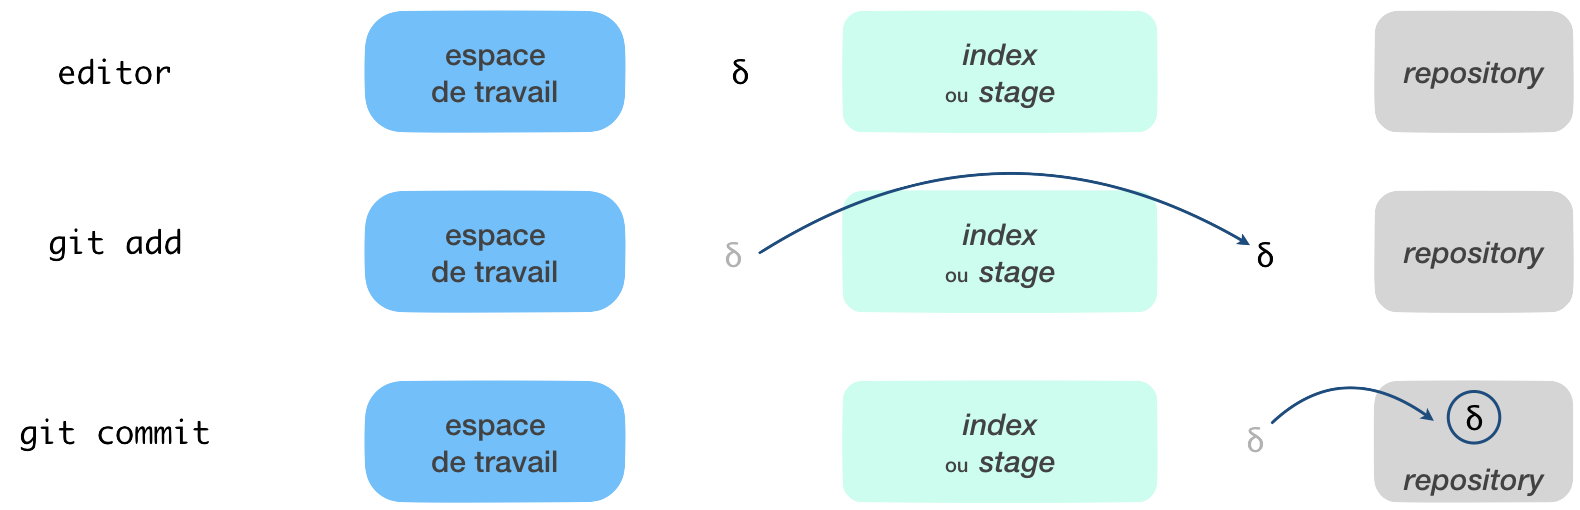 editor
espace
de travail
δ
index
ou stage
repository
git add
espace
de travail
δ
index
ou stage
δ
repository
git commit
espace
de travail
index
ou stage
δ
δ
repository